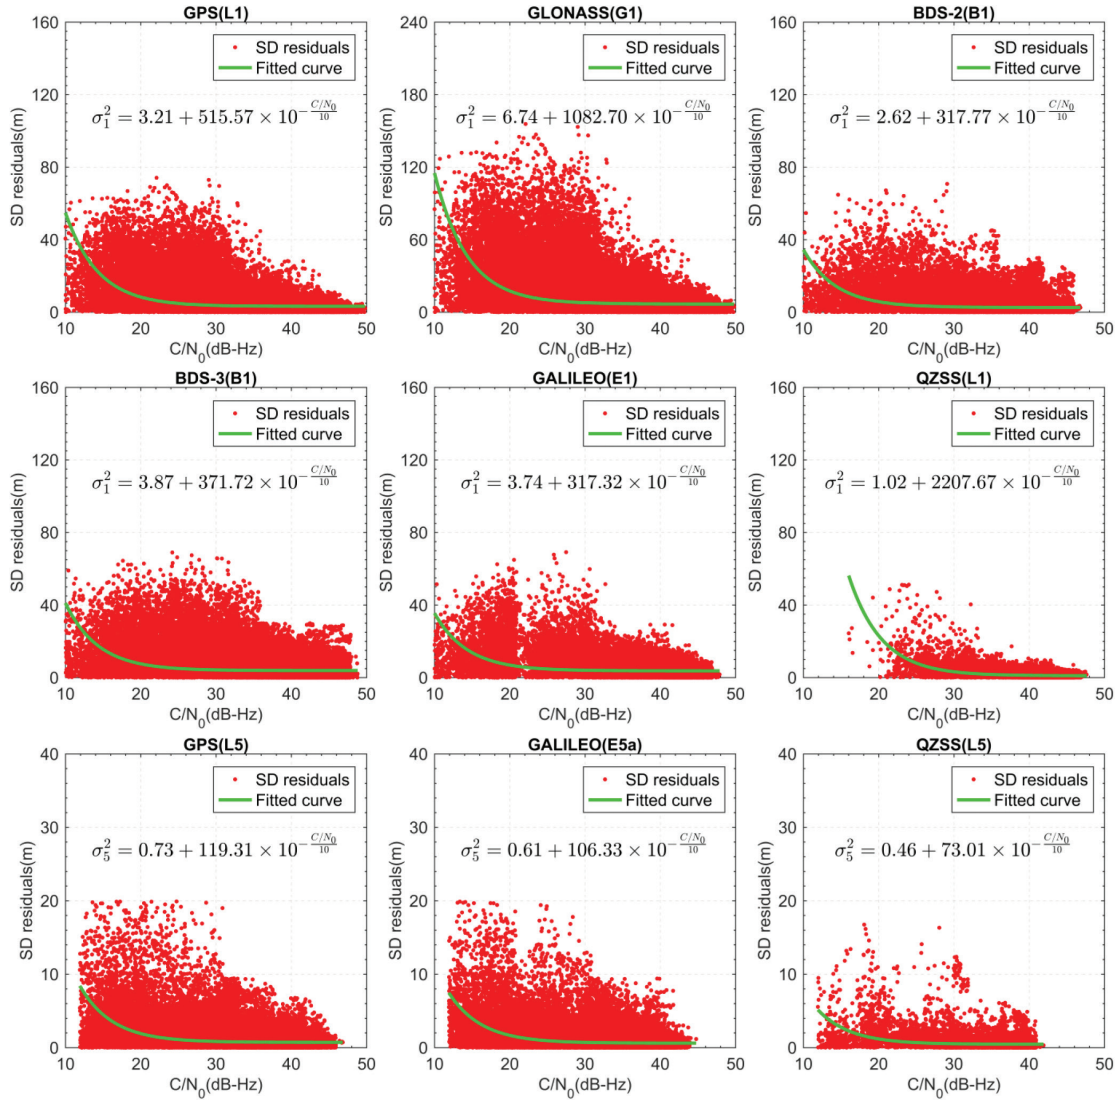 GPS(L1)
160
120
80
40
0
SD residuals(m)
SD residuals
Fitted curve
σ₁² = 3.21 + 515.57 × 10^(-C/N₀/10)
10 20 30 40 50
C/N₀(dB-Hz)
GLONASS(G1)
240
180
120
60
0
SD residuals(m)
SD residuals
Fitted curve
σ₁² = 6.74 + 1082.70 × 10^(-C/N₀/10)
10 20 30 40 50
C/N₀(dB-Hz)
BDS-2(B1)
160
120
80
40
0
SD residuals(m)
SD residuals
Fitted curve
σ₁² = 2.62 + 317.77 × 10^(-C/N₀/10)
10 20 30 40 50
C/N₀(dB-Hz)
BDS-3(B1)
160
120
80
40
0
SD residuals(m)
SD residuals
Fitted curve
σ₁² = 3.87 + 371.72 × 10^(-C/N₀/10)
10 20 30 40 50
C/N₀(dB-Hz)
GALILEO(E1)
160
120
80
40
0
SD residuals(m)
SD residuals
Fitted curve
σ₁² = 3.74 + 317.32 × 10^(-C/N₀/10)
10 20 30 40 50
C/N₀(dB-Hz)
QZSS(L1)
160
120
80
40
0
SD residuals(m)
SD residuals
Fitted curve
σ₁² = 1.02 + 2207.67 × 10^(-C/N₀/10)
10 20 30 40 50
C/N₀(dB-Hz)
GPS(L5)
40
30
20
10
0
SD residuals(m)
SD residuals
Fitted curve
σ₅² = 0.73 + 119.31 × 10^(-C/N₀/10)
10 20 30 40 50
C/N₀(dB-Hz)
GALILEO(E5a)
40
30
20
10
0
SD residuals(m)
SD residuals
Fitted curve
σ₅² = 0.61 + 106.33 × 10^(-C/N₀/10)
10 20 30 40 50
C/N₀(dB-Hz)
QZSS(L5)
40
30
20
10
0
SD residuals(m)
SD residuals
Fitted curve
σ₅² = 0.46 + 73.01 × 10^(-C/N₀/10)
10 20 30 40 50
C/N₀(dB-Hz)